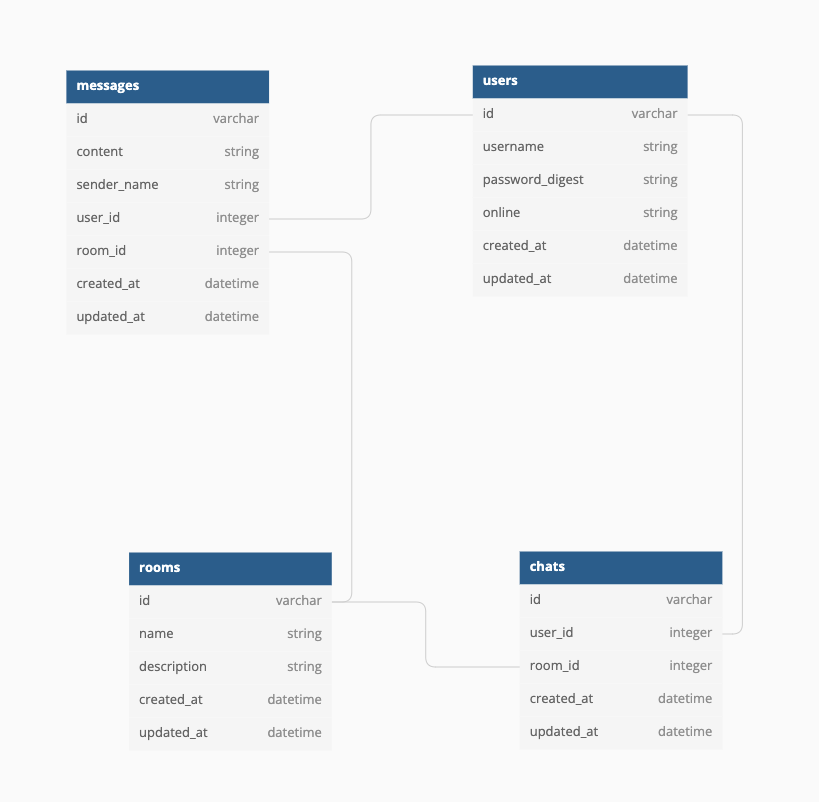 messages
id varchar
content string
sender_name string
user_id integer
room_id integer
created_at datetime
updated_at datetime
users
id varchar
username string
password_digest string
online string
created_at datetime
updated_at datetime
rooms
id varchar
name string
description string
created_at datetime
updated_at datetime
chats
id varchar
user_id integer
room_id integer
created_at datetime
updated_at datetime